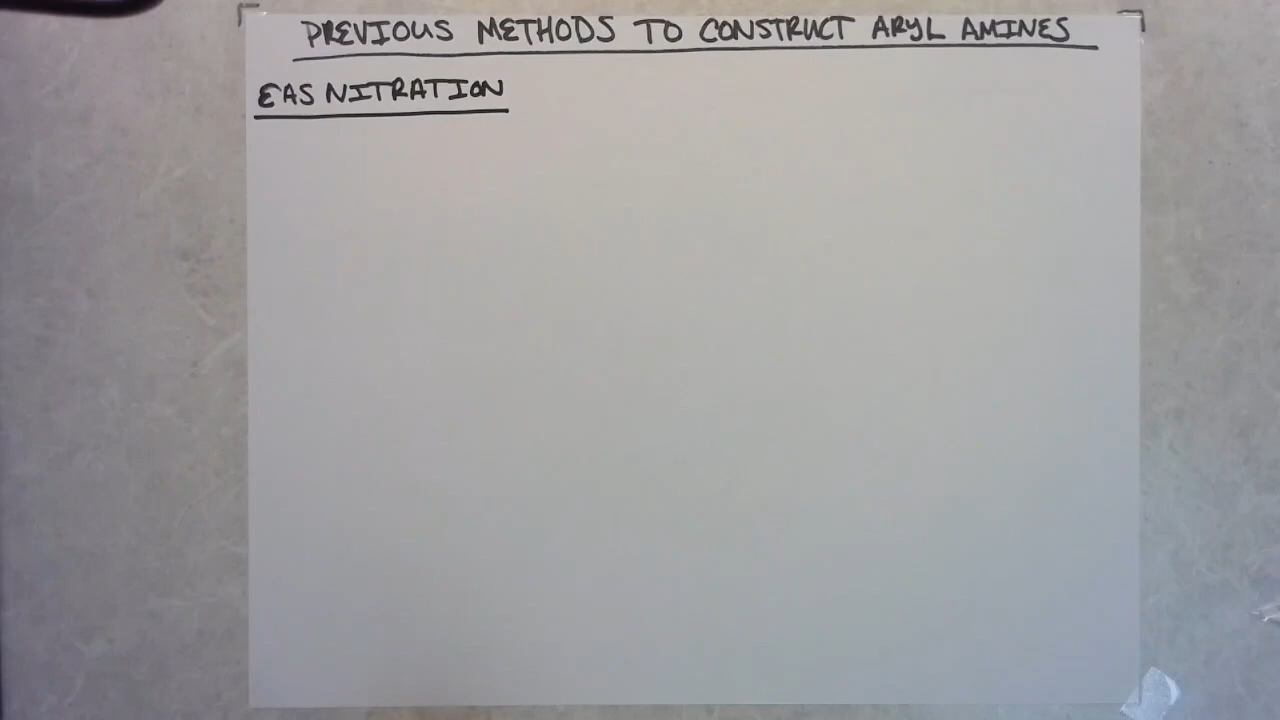 PREVIOUS METHODS TO CONSTRUCT ARYL AMINES
EAS NITRATION